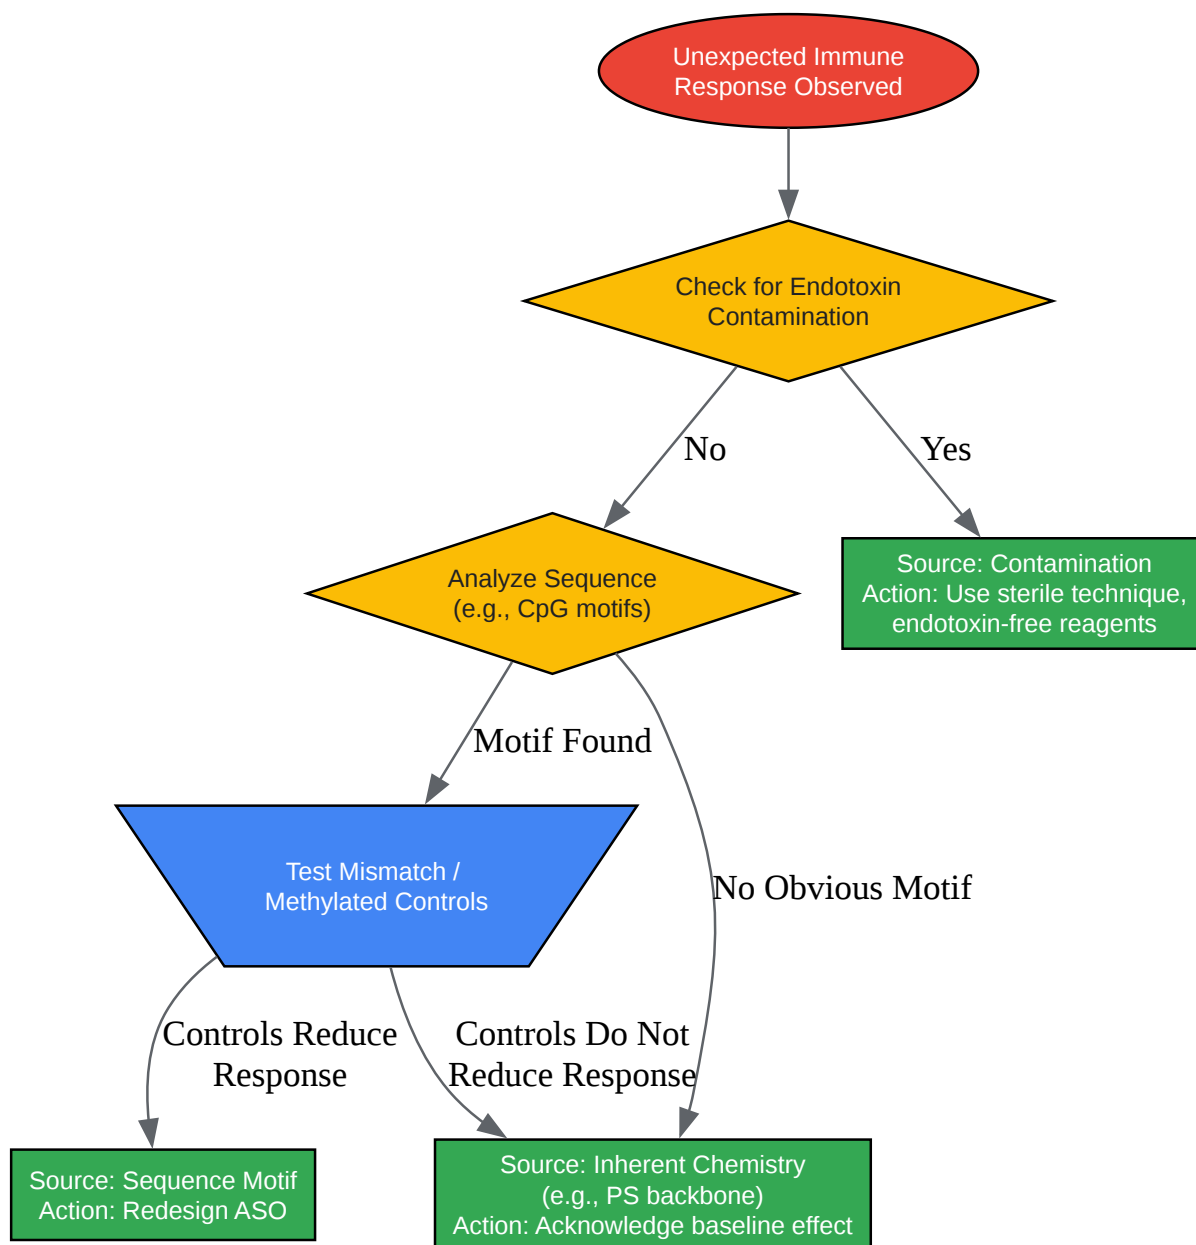 Unexpected Immune
Response Observed
Check for Endotoxin
Contamination
No
Yes
Analyze Sequence
(e.g., CpG motifs)
Source: Contamination
Action: Use sterile technique,
endotoxin-free reagents
Motif Found
Test Mismatch /
Methylated Controls
No Obvious Motif
Controls Reduce
Response
Controls Do Not
Reduce Response
Source: Sequence Motif
Action: Redesign ASO
Source: Inherent Chemistry
(e.g., PS backbone)
Action: Acknowledge baseline effect